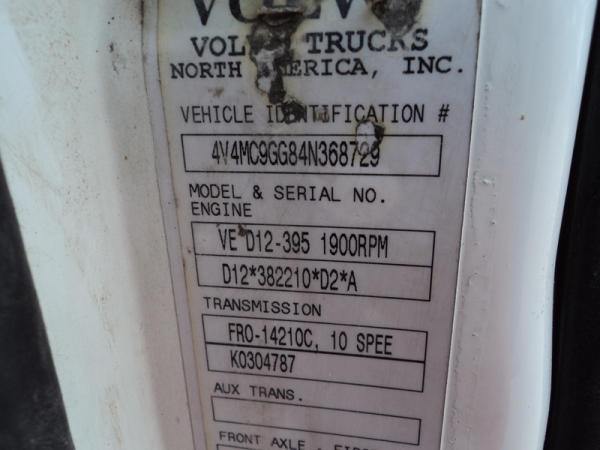 VOLVO
VOLVO TRUCKS
NORTH AMERICA, INC.
VEHICLE IDENTIFICATION #
4V4MC9GG84N368729
MODEL & SERIAL NO.
ENGINE
VE D12-395 1900RPM
D12*382210*D2*A
TRANSMISSION
FRO-14210C, 10 SPEE
K0304787
AUX TRANS.
FRONT AXLE